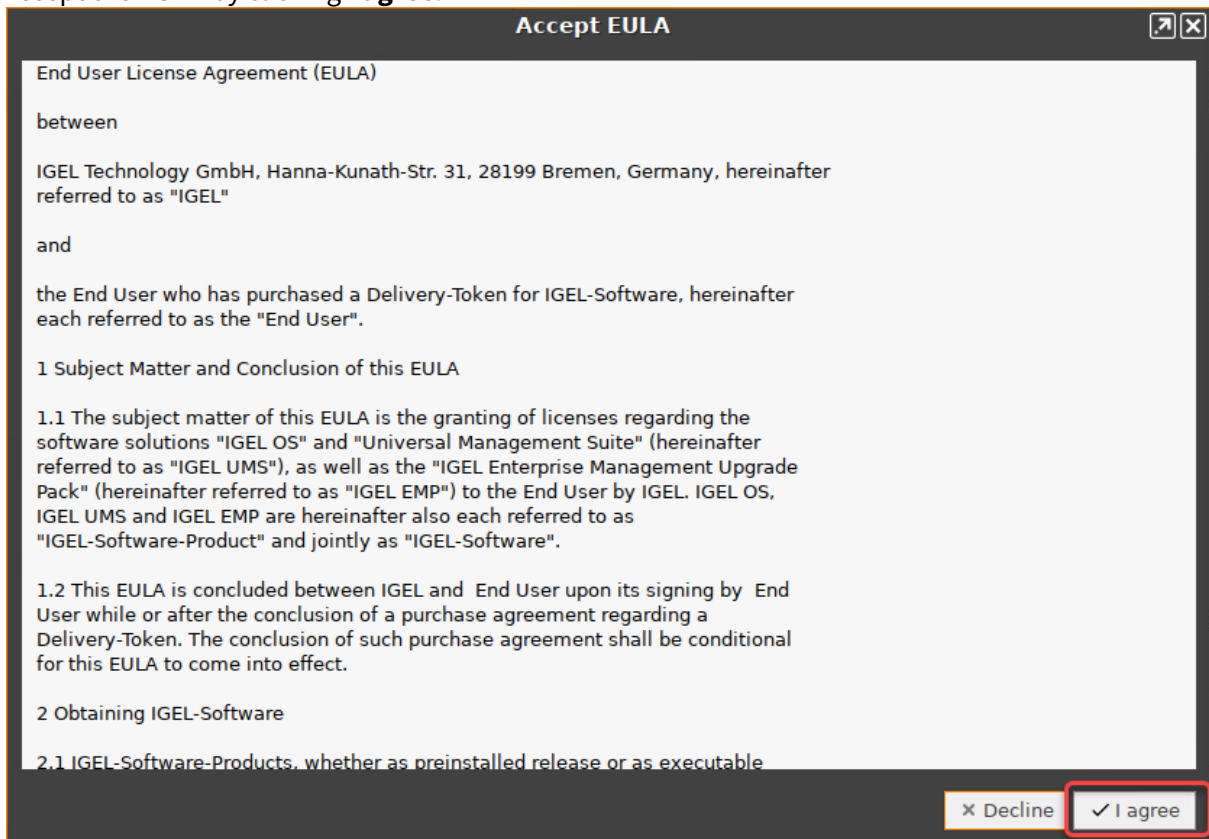 Accept EULA
End User License Agreement (EULA)
between
IGEL Technology GmbH, Hanna-Kunath-Str. 31, 28199 Bremen, Germany, hereinafter
referred to as "IGEL"
and
the End User who has purchased a Delivery-Token for IGEL-Software, hereinafter
each referred to as the "End User".
1 Subject Matter and Conclusion of this EULA
1.1 The subject matter of this EULA is the granting of licenses regarding the
software solutions "IGEL OS" and "Universal Management Suite" (hereinafter
referred to as "IGEL UMS"), as well as the "IGEL Enterprise Management Upgrade
Pack" (hereinafter referred to as "IGEL EMP") to the End User by IGEL. IGEL OS,
IGEL UMS and IGEL EMP are hereinafter also each referred to as
"IGEL-Software-Product" and jointly as "IGEL-Software".
1.2 This EULA is concluded between IGEL and  End User upon its signing by  End
User while or after the conclusion of a purchase agreement regarding a
Delivery-Token. The conclusion of such purchase agreement shall be conditional
for this EULA to come into effect.
2 Obtaining IGEL-Software
2.1 IGEL-Software-Products, whether as preinstalled release or as executable
Decline
I agree